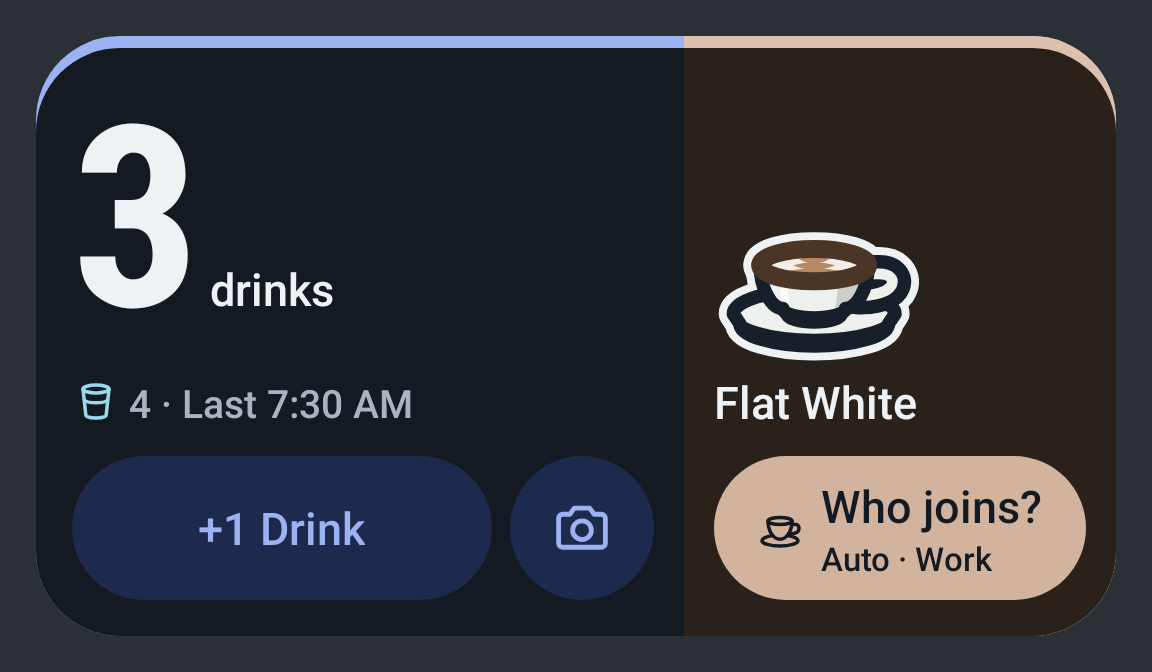 3 drinks
4 · Last 7:30 AM
+1 Drink
Flat White
Who joins?
Auto · Work